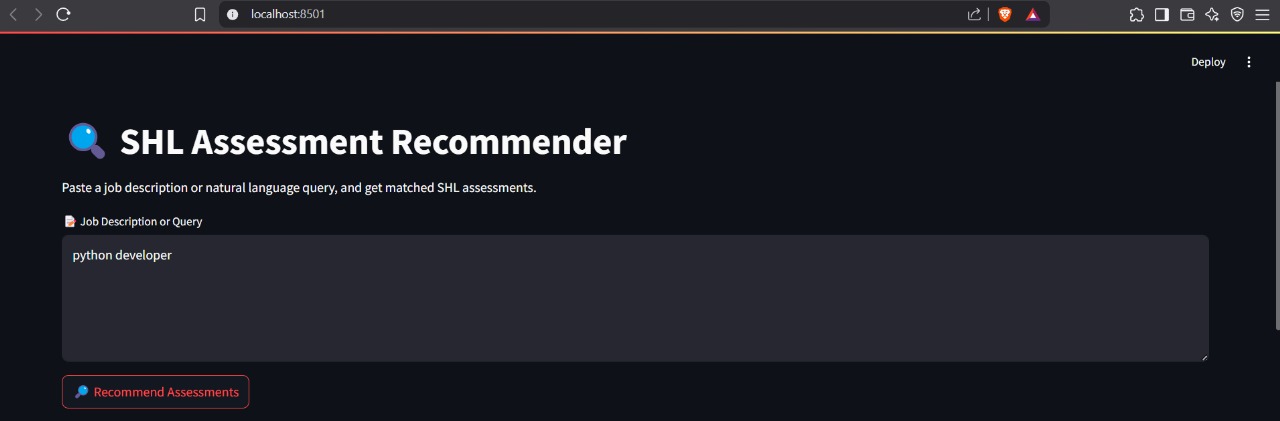 localhost:8501
Deploy
SHL Assessment Recommender
Paste a job description or natural language query, and get matched SHL assessments.
Job Description or Query
python developer
Recommend Assessments